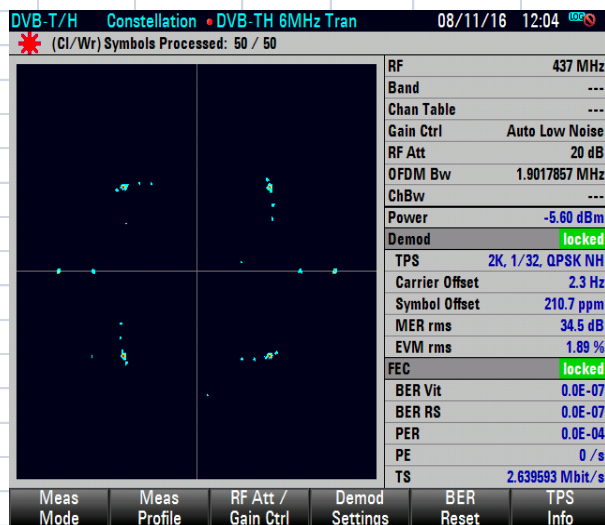 DVB-T/H Constellation • DVB-TH 6MHz Tran 08/11/16 12:04 LOG
(Cl/Wr) Symbols Processed: 50 / 50
RF 437 MHz
Band ---
Chan Table ---
Gain Ctrl Auto Low Noise
RF Att 20 dB
OFDM Bw 1.9017857 MHz
ChBw ---
Power -5.60 dBm
Demod locked
TPS 2K, 1/32, QPSK NH
Carrier Offset 2.3 Hz
Symbol Offset 210.7 ppm
MER rms 34.5 dB
EVM rms 1.89 %
FEC locked
BER Vit 0.0E-07
BER RS 0.0E-07
PER 0.0E-04
PE 0 /s
TS 2.639593 Mbit/s
Meas Mode
Meas Profile
RF Att / Gain Ctrl
Demod Settings
BER Reset
TPS Info